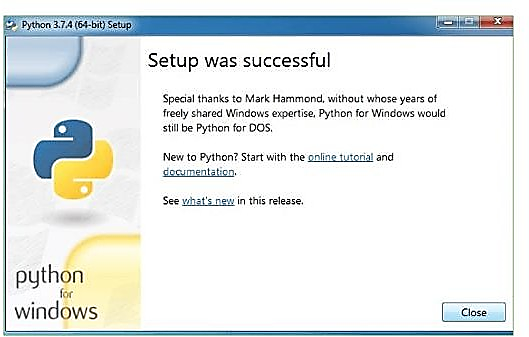 Python 3.7.4 (64-bit) Setup
Setup was successful
Special thanks to Mark Hammond, without whose years of
freely shared Windows expertise, Python for Windows would
still be Python for DOS.
New to Python? Start with the online tutorial and
documentation.
See what's new in this release.
python
for
windows
Close